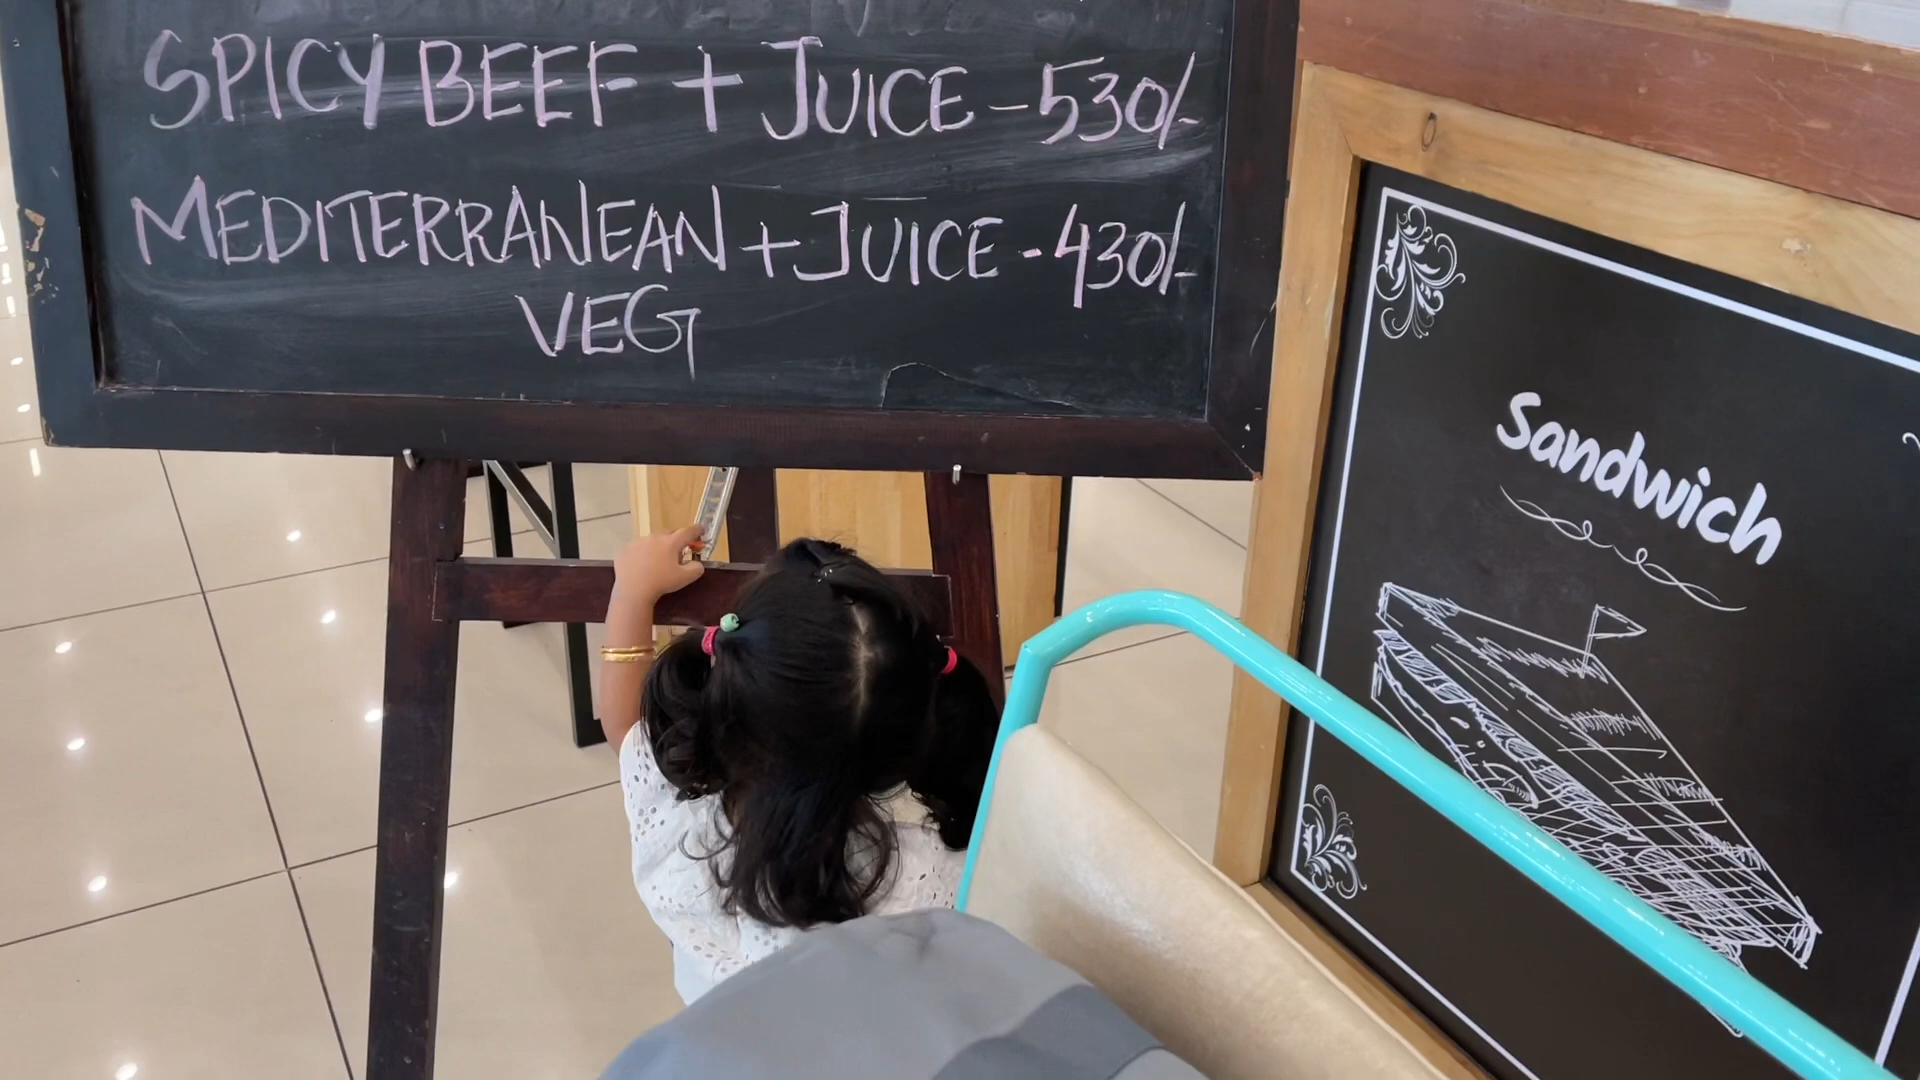 SPICY BEEF + JUICE - 530/-
MEDITERRANEAN + JUICE - 430/-
VEG
Sandwich